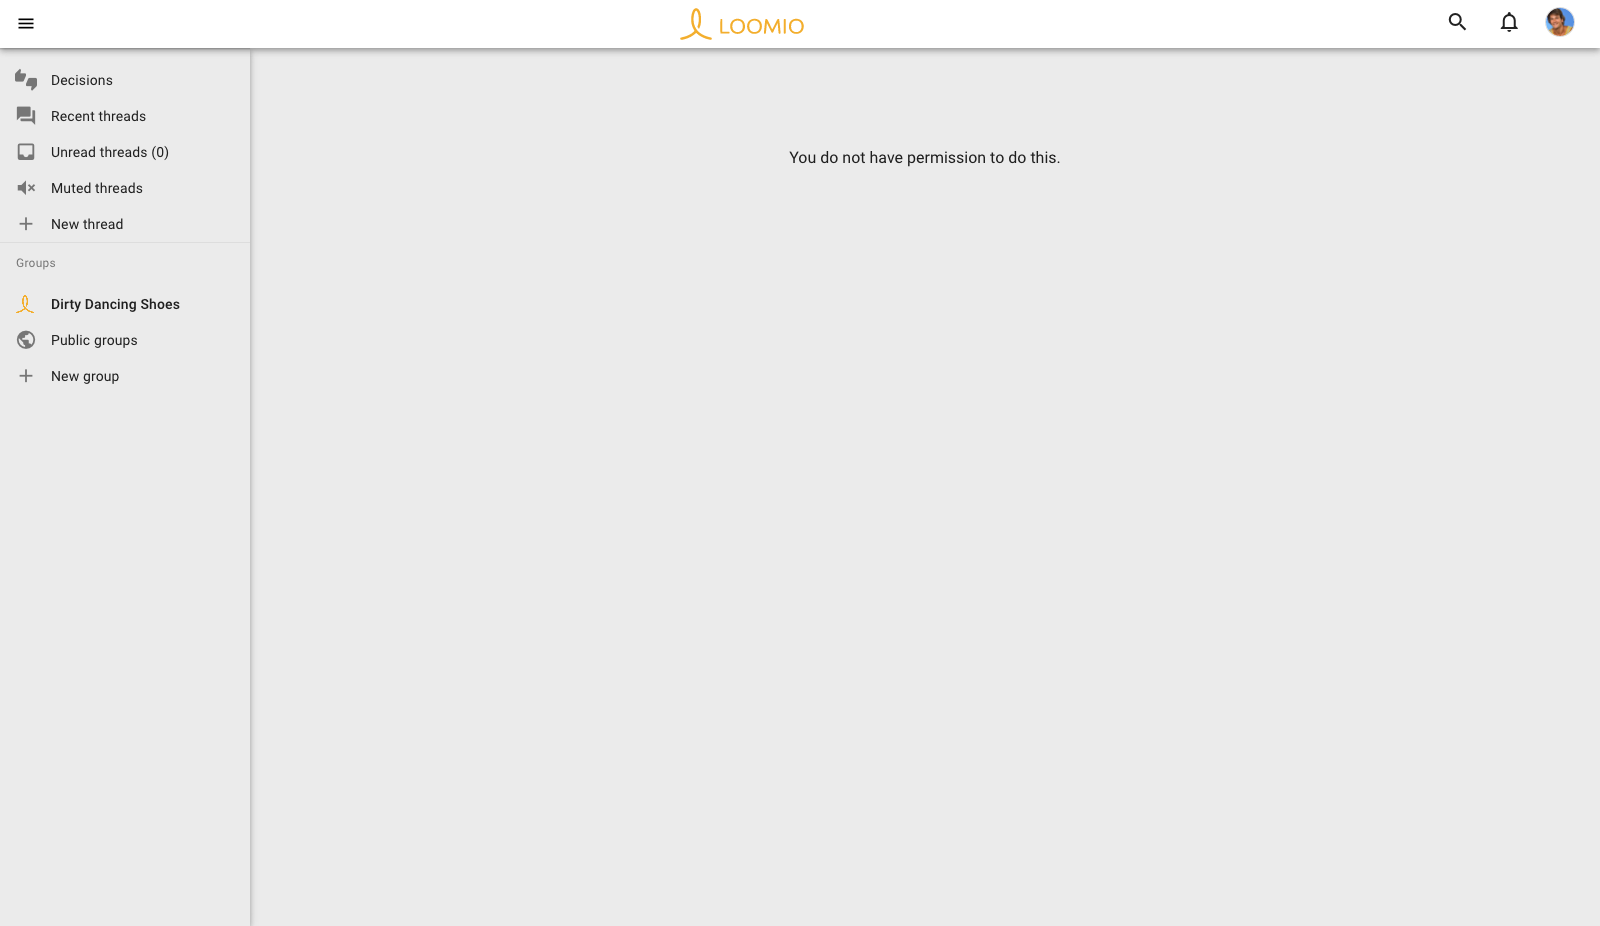 LOOMIO
Decisions
Recent threads
Unread threads (0)
Muted threads
New thread
Groups
Dirty Dancing Shoes
Public groups
New group
You do not have permission to do this.